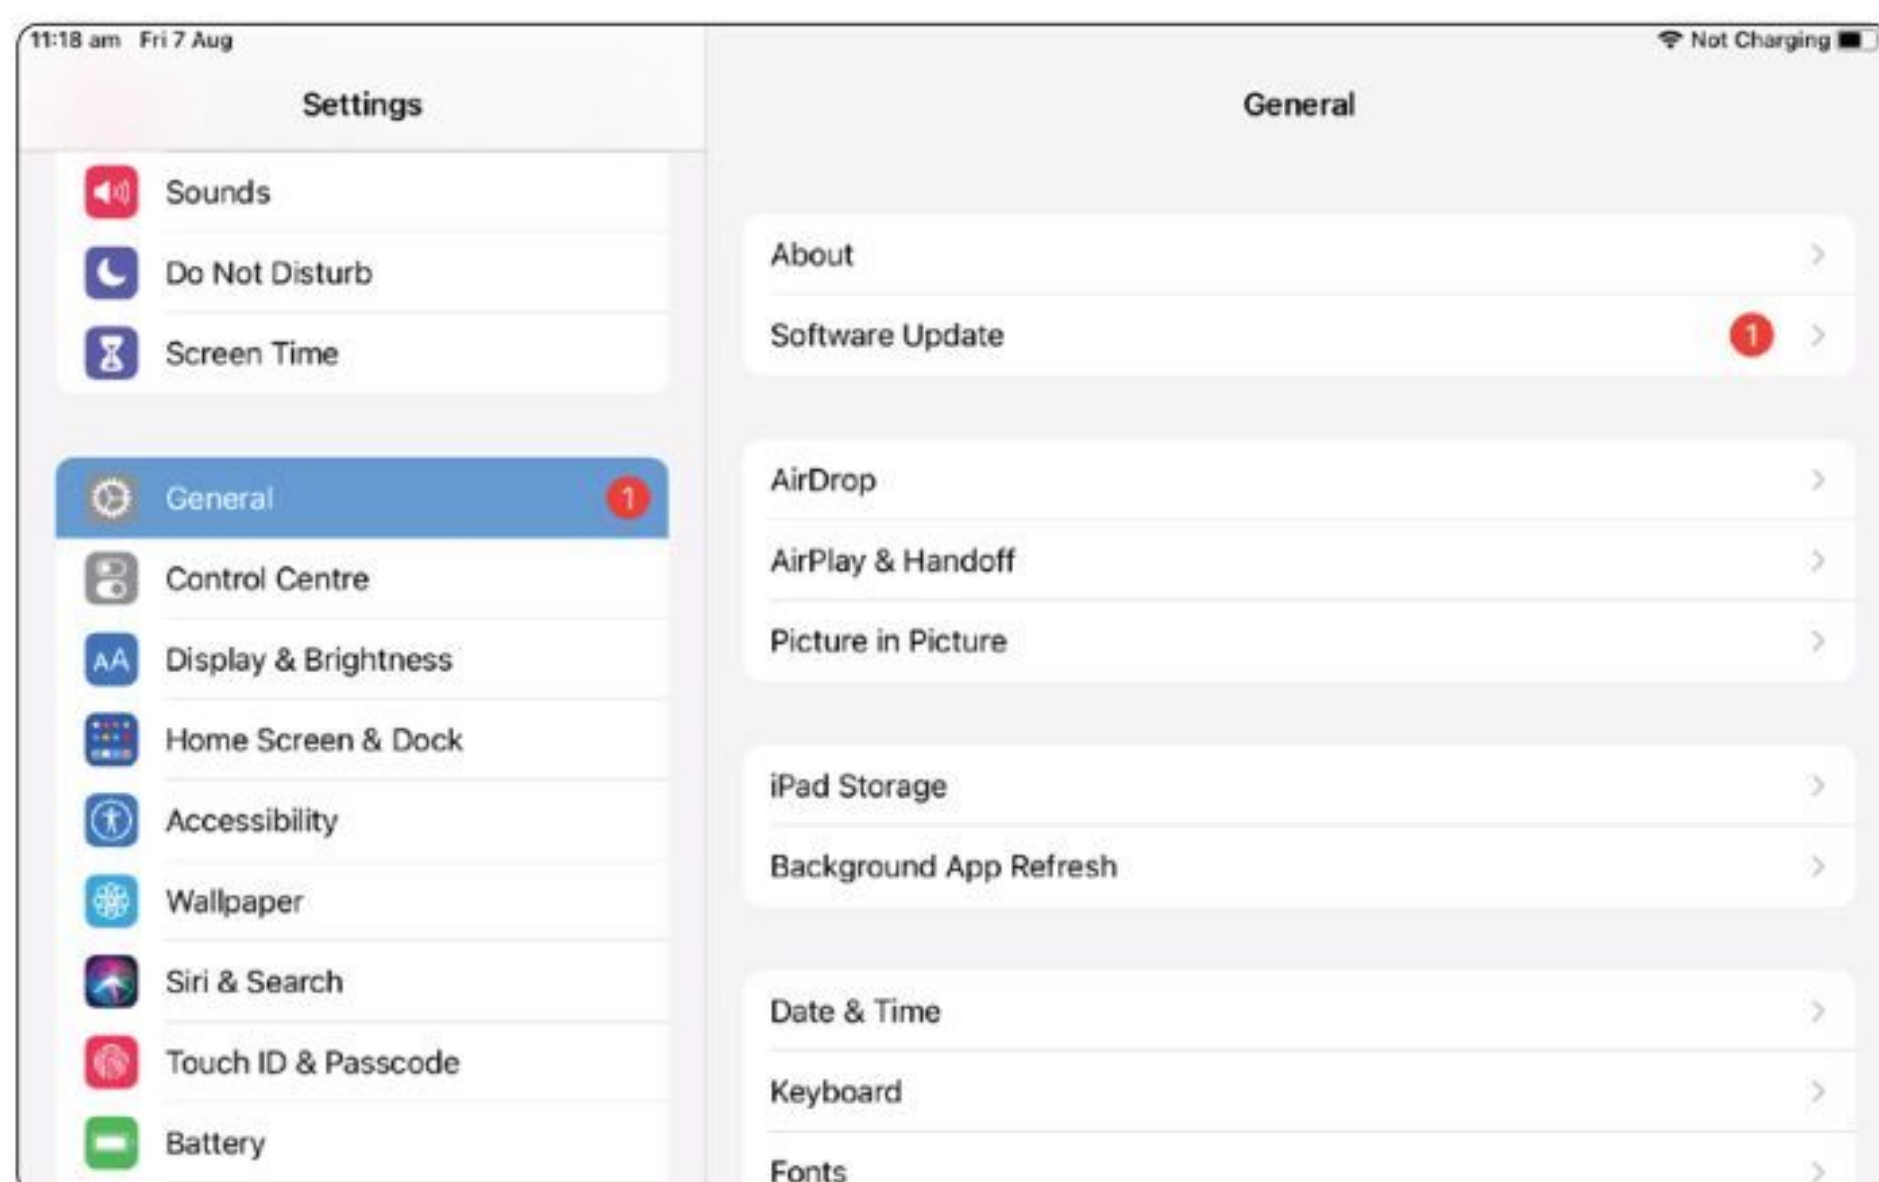 11:18 am Fri 7 Aug
Not Charging
Settings
Sounds
Do Not Disturb
Screen Time
General 1
Control Centre
AA Display & Brightness
Home Screen & Dock
Accessibility
Wallpaper
Siri & Search
Touch ID & Passcode
Battery
General
About
Software Update 1
AirDrop
AirPlay & Handoff
Picture in Picture
iPad Storage
Background App Refresh
Date & Time
Keyboard
Fonts